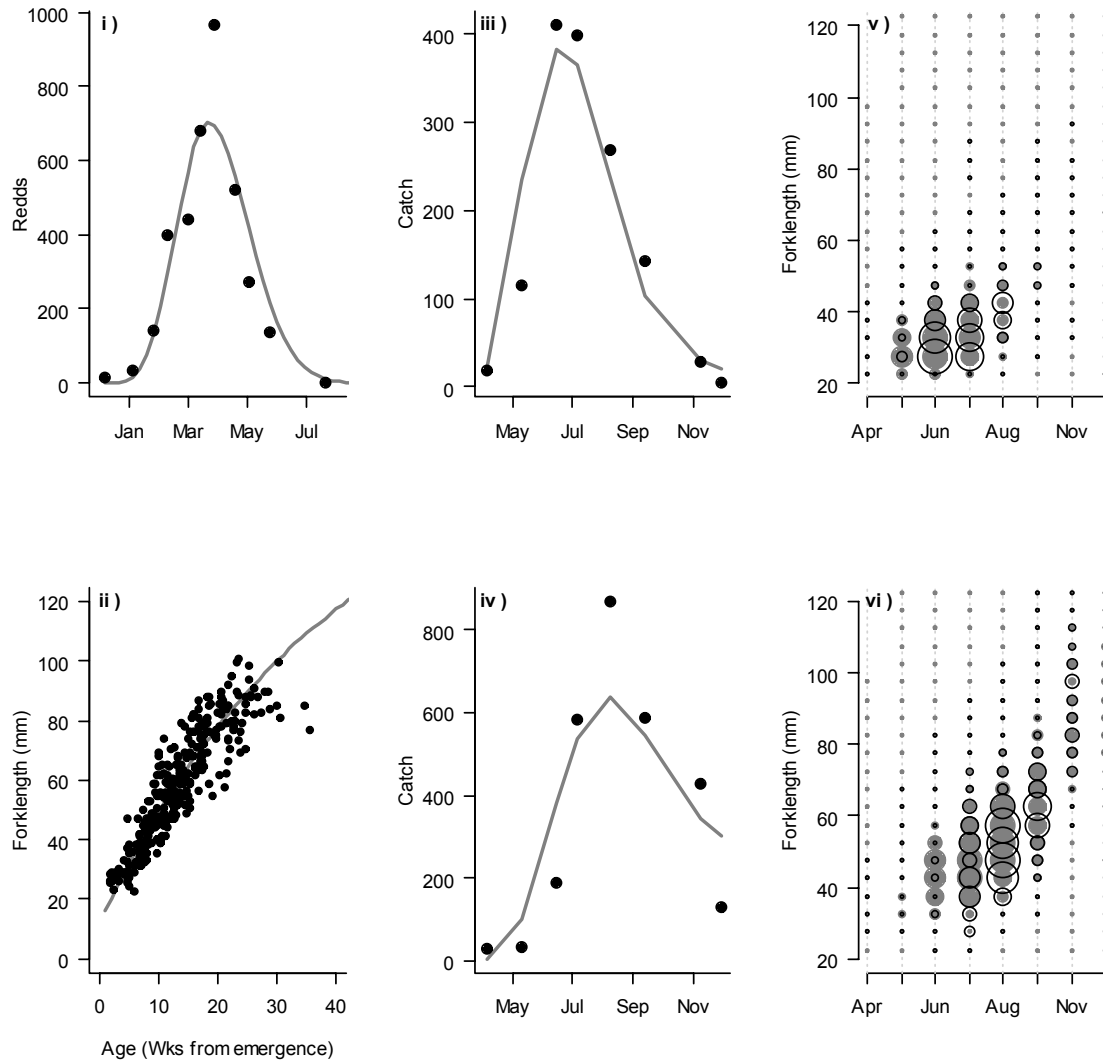 i )
1000
800
600
400
200
0
Redds
Jan
Mar
May
Jul
iii )
400
300
200
100
0
Catch
May
Jul
Sep
Nov
v )
120
100
80
60
40
20
Forklength (mm)
Apr
Jun
Aug
Nov
ii )
120
100
80
60
40
20
0
Forklength (mm)
0
10
20
30
40
Age (Wks from emergence)
iv )
800
600
400
200
0
Catch
May
Jul
Sep
Nov
vi )
120
100
80
60
40
20
Forklength (mm)
Apr
Jun
Aug
Nov